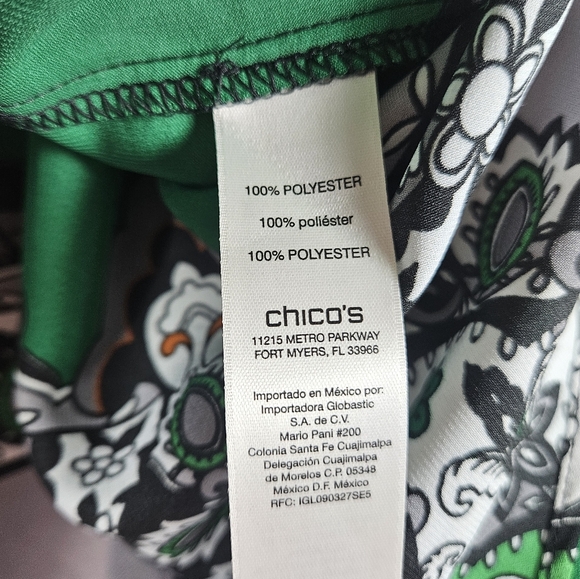 100% POLYESTER
100% poliéster
100% POLYESTER
chico's
11215 METRO PARKWAY
FORT MYERS, FL 33966
Importado en México por:
Importadora Globastic
S.A. de C.V.
Mario Pani #200
Colonia Santa Fe Cuajimalpa
Delegación Cuajimalpa
de Morelos C.P. 05348
México D.F. México
RFC: IGL090327SE5